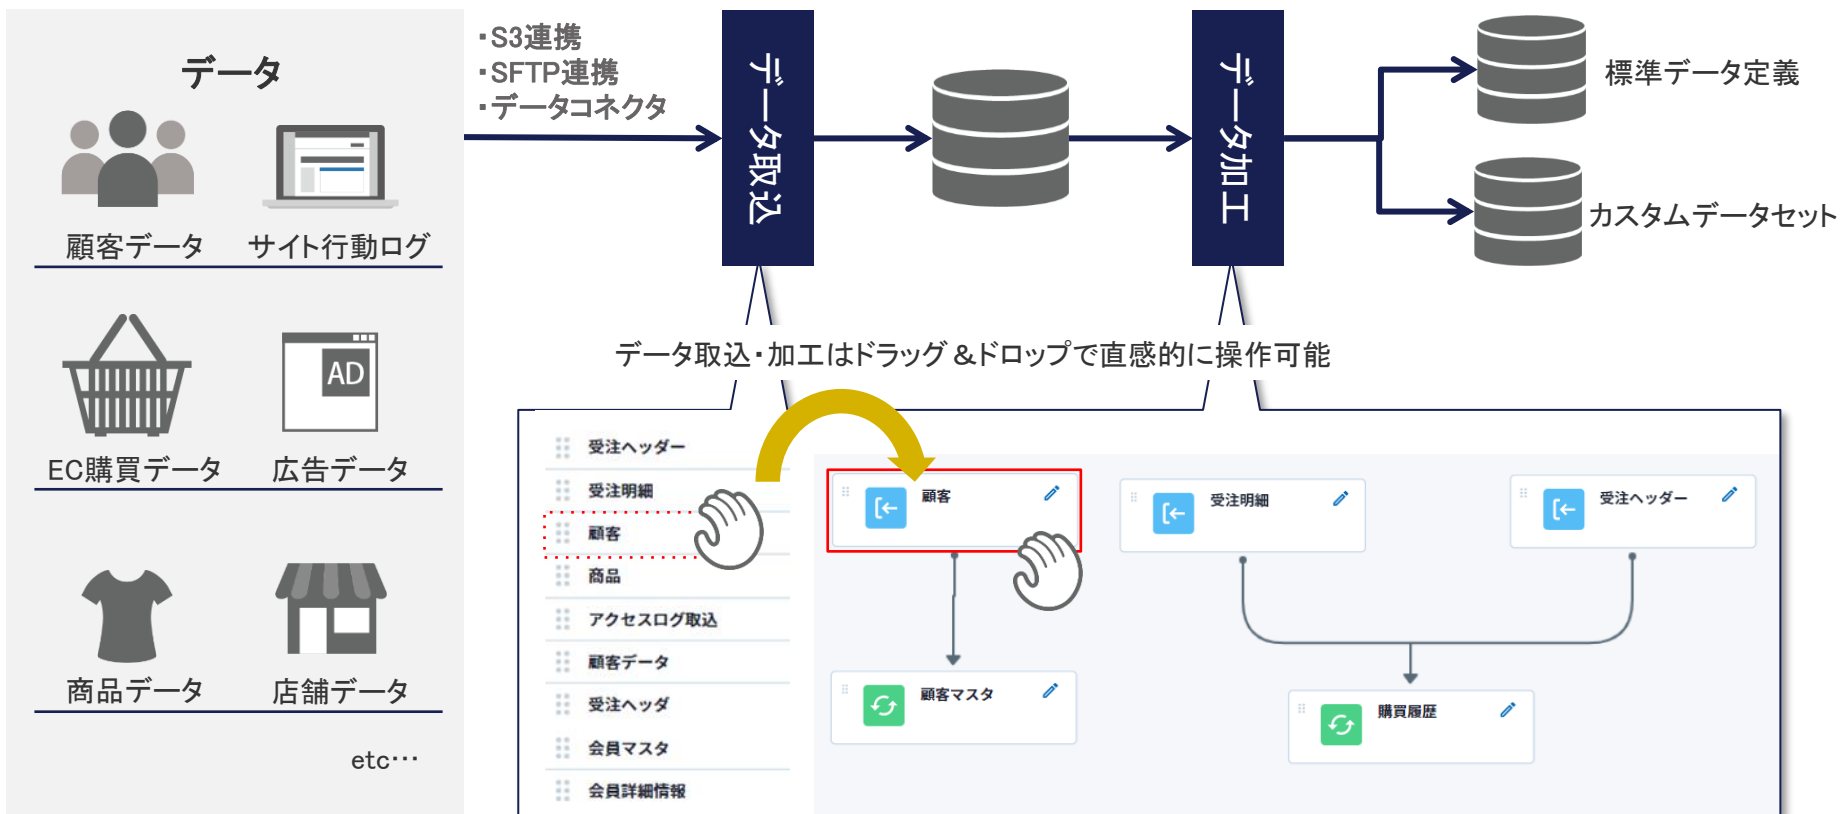 データ
顧客データ
サイト行動ログ
EC購買データ
AD
広告データ
商品データ
店舗データ
etc…
・S3連携
・SFTP連携
・データコネクタ
データ取込
データ加工
標準データ定義
カスタムデータセット
データ取込・加工はドラッグ&ドロップで直感的に操作可能
受注ヘッダー
受注明細
顧客
商品
アクセスログ取込
顧客データ
受注ヘッダ
会員マスタ
会員詳細情報
顧客
受注明細
受注ヘッダー
顧客マスタ
購買履歴